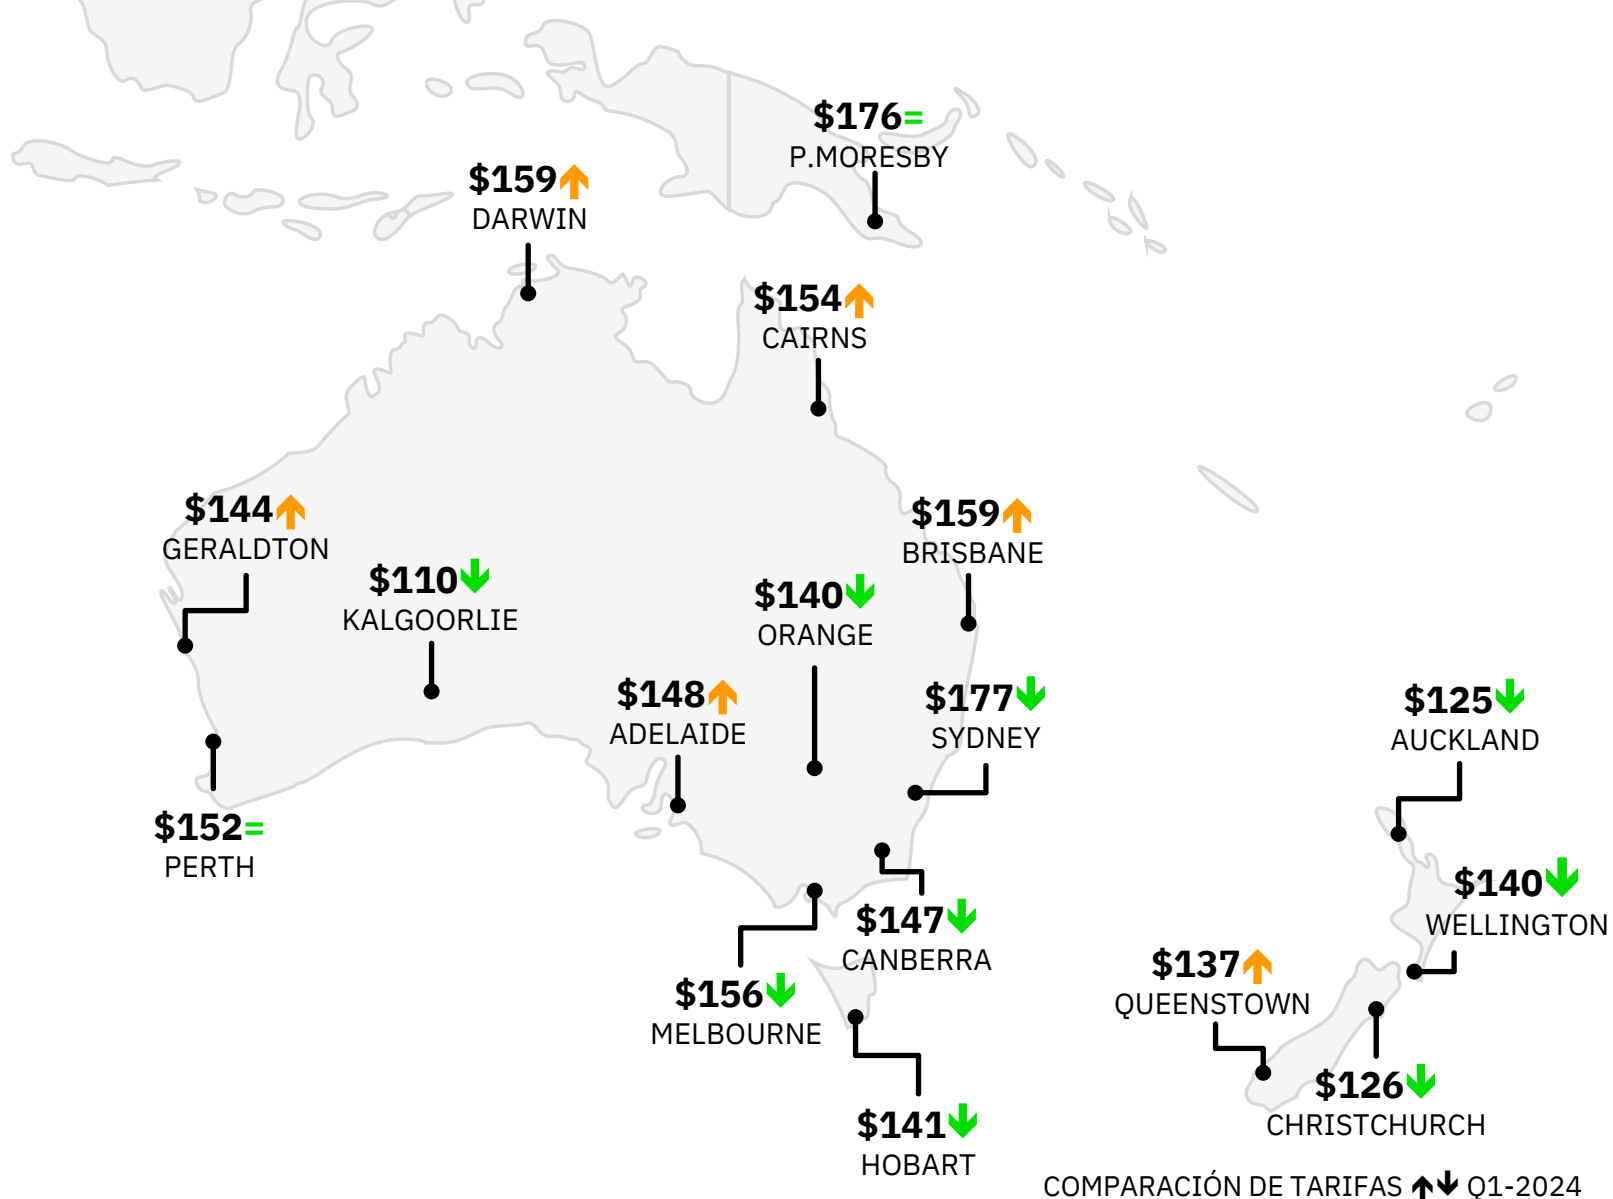 $176=
P.MORESBY
$159↑
DARWIN
$154↑
CAIRNS
$144↑
GERALDTON
$159↑
BRISBANE
$110↓
KALGOORLIE
$140↓
ORANGE
$148↑
ADELAIDE
$177↓
SYDNEY
$125↓
AUCKLAND
$152=
PERTH
$140↓
WELLINGTON
$147↓
CANBERRA
$137↑
QUEENSTOWN
$156↓
MELBOURNE
$126↓
CHRISTCHURCH
$141↓
HOBART
COMPARACIÓN DE TARIFAS ↑↓ Q1-2024